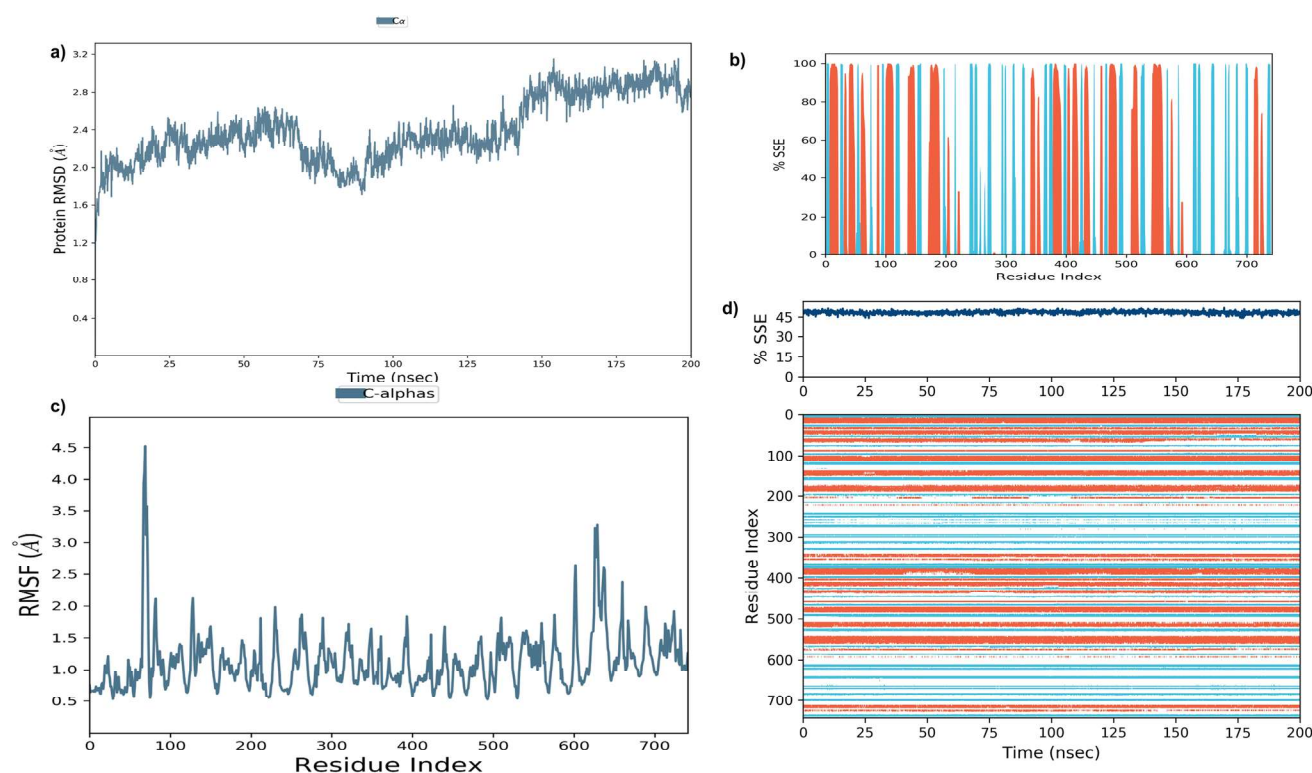 Cα
a)
Protein RMSD (Å)
3.2
2.8
2.4
2.0
1.6
1.2
0.8
0.4
0 25 50 75 100 125 150 175 200
Time (nsec)
b)
% SSE
100
80
60
40
20
0
0 100 200 300 400 500 600 700
Residue Index
c)
C-alphas
RMSF (Å)
4.5
4.0
3.5
3.0
2.5
2.0
1.5
1.0
0.5
0 100 200 300 400 500 600 700
Residue Index
d)
% SSE
45
30
15
0
0 25 50 75 100 125 150 175 200
Residue Index
0
100
200
300
400
500
600
700
0 25 50 75 100 125 150 175 200
Time (nsec)